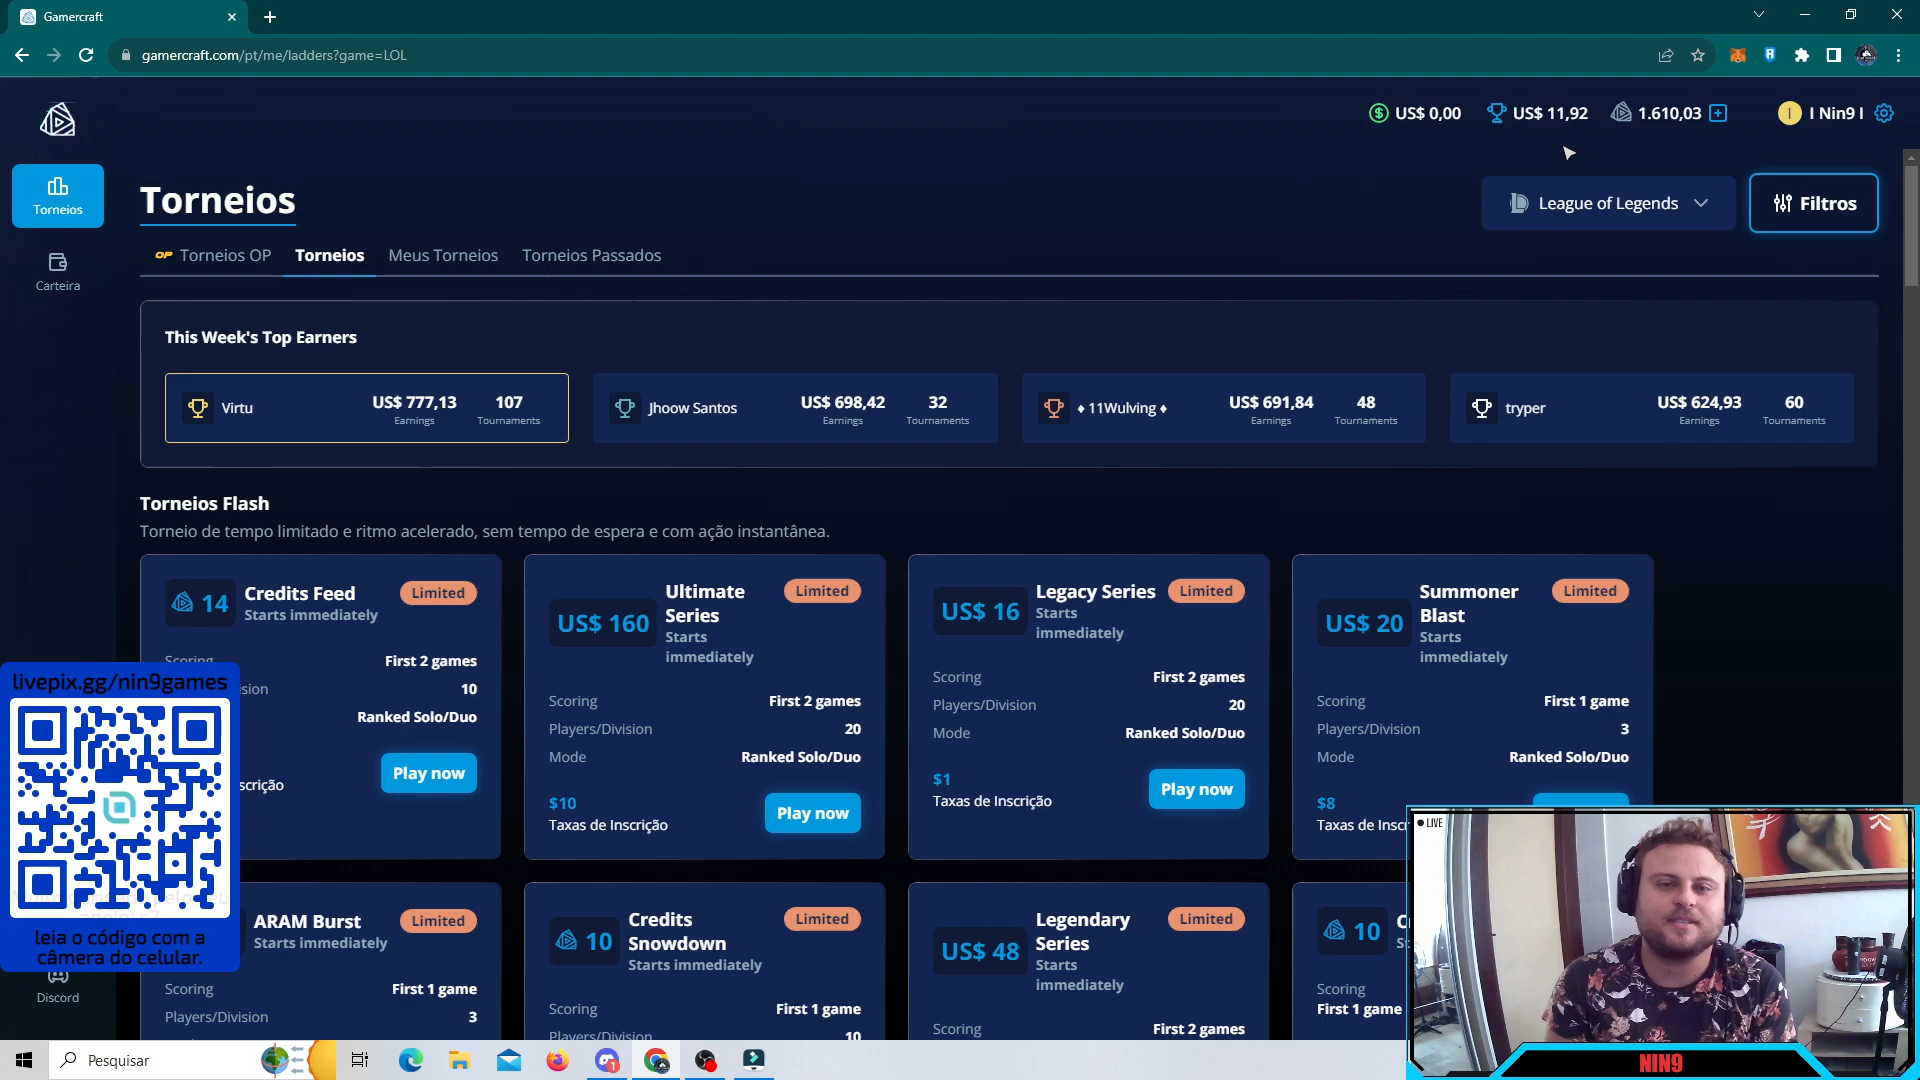 Gamercraft
gamercraft.com/pt/me/ladders?game=LOL
US$ 0,00
US$ 11,92
1.610,03
I
I Nin9 I
Torneios
Carteira
Discord
Torneios
League of Legends
Filtros
OP Torneios OP
Torneios
Meus Torneios
Torneios Passados
This Week's Top Earners
Virtu
US$ 777,13
Earnings
107
Tournaments
Jhoow Santos
US$ 698,42
Earnings
32
Tournaments
♦ 11Wulving ♦
US$ 691,84
Earnings
48
Tournaments
tryper
US$ 624,93
Earnings
60
Tournaments
Torneios Flash
Torneio de tempo limitado e ritmo acelerado, sem tempo de espera e com ação instantânea.
14
Credits Feed
Starts immediately
Limited
Scoring
First 2 games
ision
10
Ranked Solo/Duo
scrição
Play now
US$ 160
Ultimate
Series
Starts
immediately
Limited
Scoring
First 2 games
Players/Division
20
Mode
Ranked Solo/Duo
$10
Taxas de Inscrição
Play now
US$ 16
Legacy Series
Starts
immediately
Limited
Scoring
First 2 games
Players/Division
20
Mode
Ranked Solo/Duo
$1
Taxas de Inscrição
Play now
US$ 20
Summoner
Blast
Starts
immediately
Limited
Scoring
First 1 game
Players/Division
3
Mode
Ranked Solo/Duo
$8
Taxas de Inscr
ARAM Burst
Starts immediately
Limited
Scoring
First 1 game
Players/Division
3
10
Credits
Snowdown
Starts immediately
Limited
Scoring
First 1 game
Players/Division
10
US$ 48
Legendary
Series
Starts
immediately
Limited
Scoring
First 2 games
10
Scoring
First 1 game
livepix.gg/nin9games
leia o código com a
câmera do celular.
LIVE
NIN9
Pesquisar
1